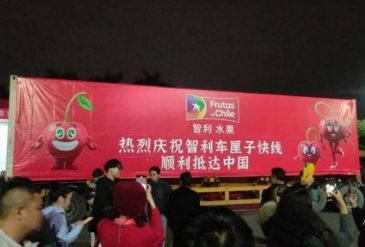 Frutas
de Chile
智利 水果
热烈庆祝智利车厘子快线
顺利抵达中国